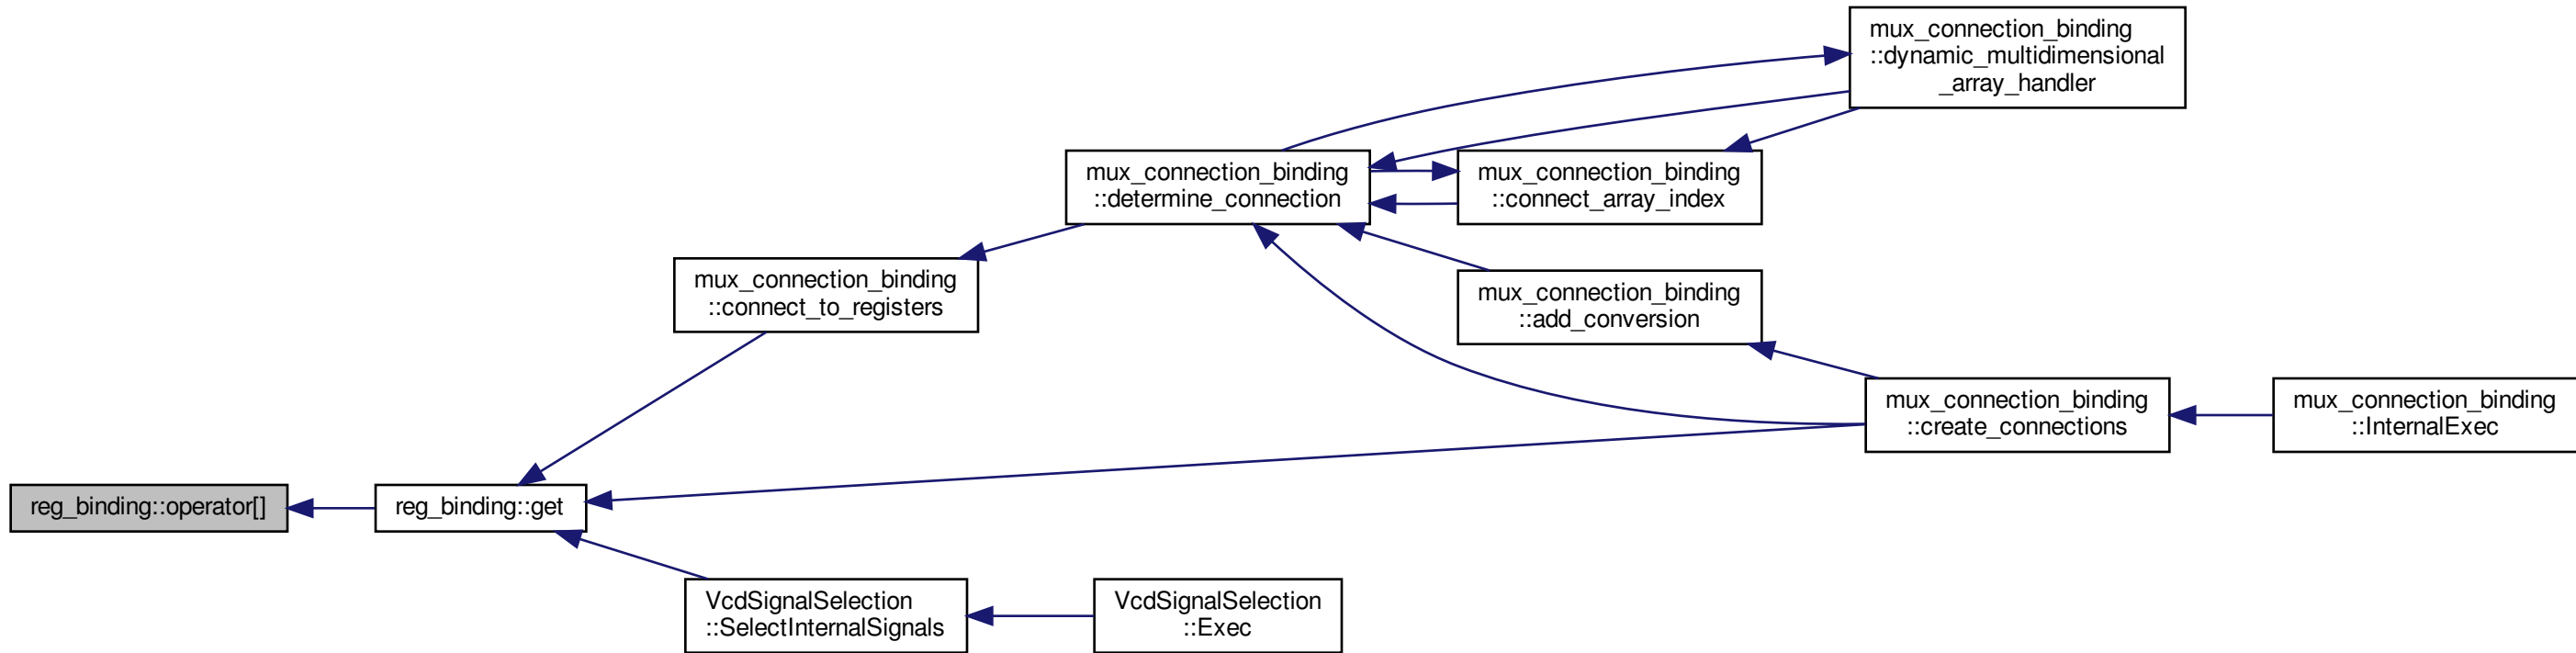 mux_connection_binding
::dynamic_multidimensional
_array_handler
mux_connection_binding
::determine_connection
mux_connection_binding
::connect_array_index
mux_connection_binding
::connect_to_registers
mux_connection_binding
::add_conversion
mux_connection_binding
::create_connections
mux_connection_binding
::InternalExec
reg_binding::operator[]
reg_binding::get
VcdSignalSelection
::SelectInternalSignals
VcdSignalSelection
::Exec